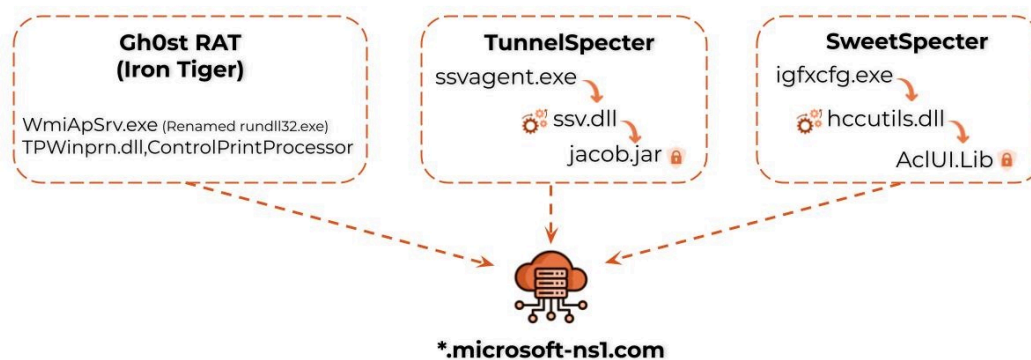 Gh0st RAT
(Iron Tiger)
WmiApSrv.exe (Renamed rundll32.exe)
TPWinprn.dll,ControlPrintProcessor
TunnelSpecter
ssvagent.exe
ssv.dll
jacob.jar
SweetSpecter
igfxcfg.exe
hccutils.dll
AclUI.Lib
*.microsoft-ns1.com